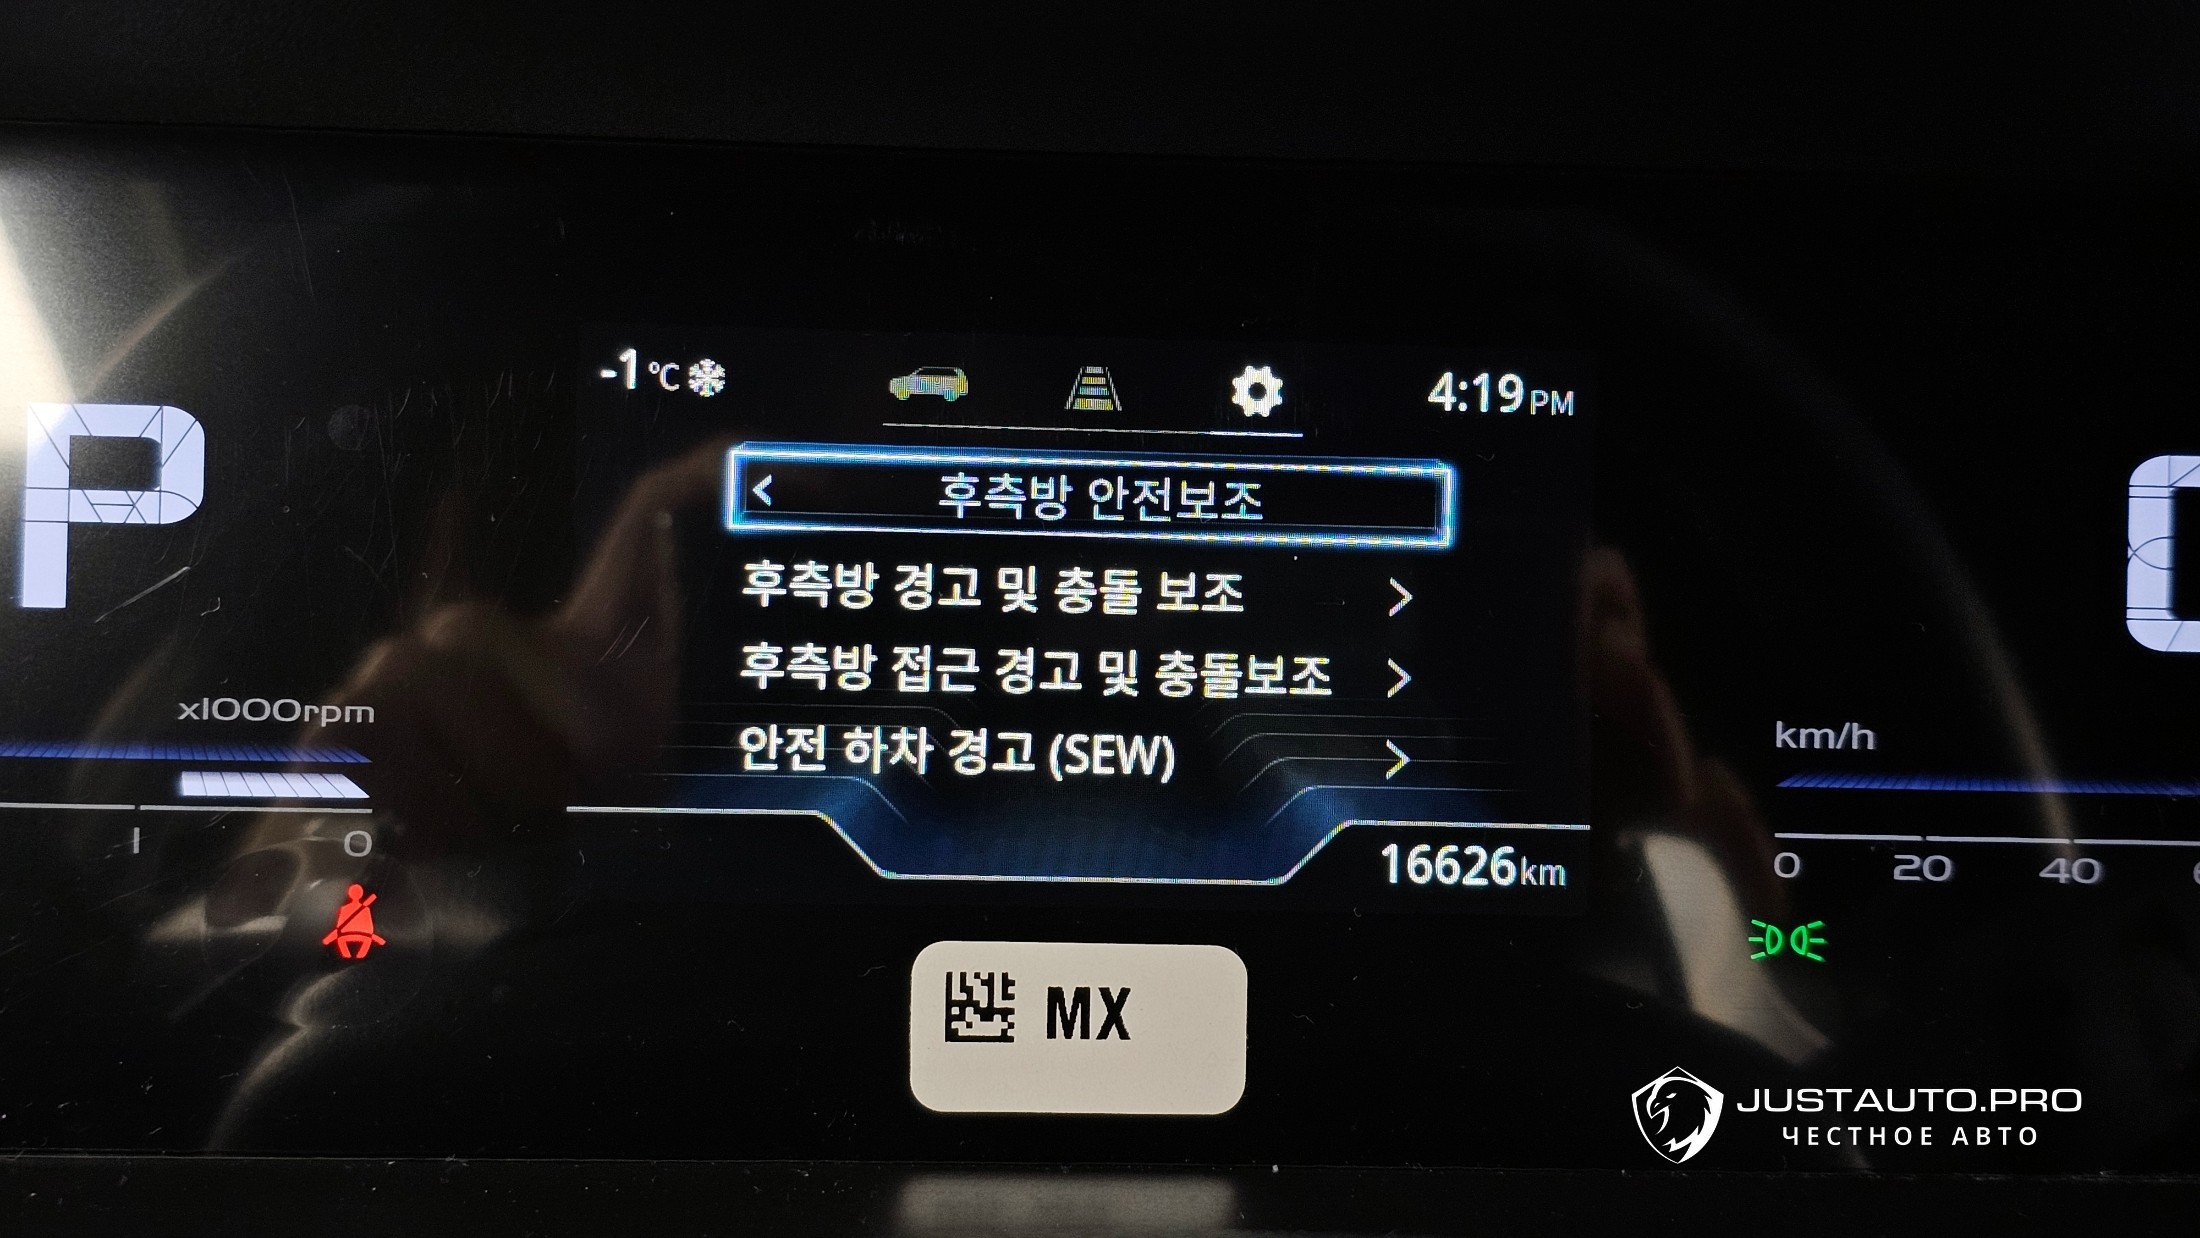 -1°C
4:19PM
P
후측방 안전보조
후측방 경고 및 충돌 보조
후측방 접근 경고 및 충돌보조
안전 하차 경고 (SEW)
x1000rpm
1 0
km/h
0 20 40
16626km
MX
JUSTAUTO.PRO
ЧЕСТНОЕ АВТО